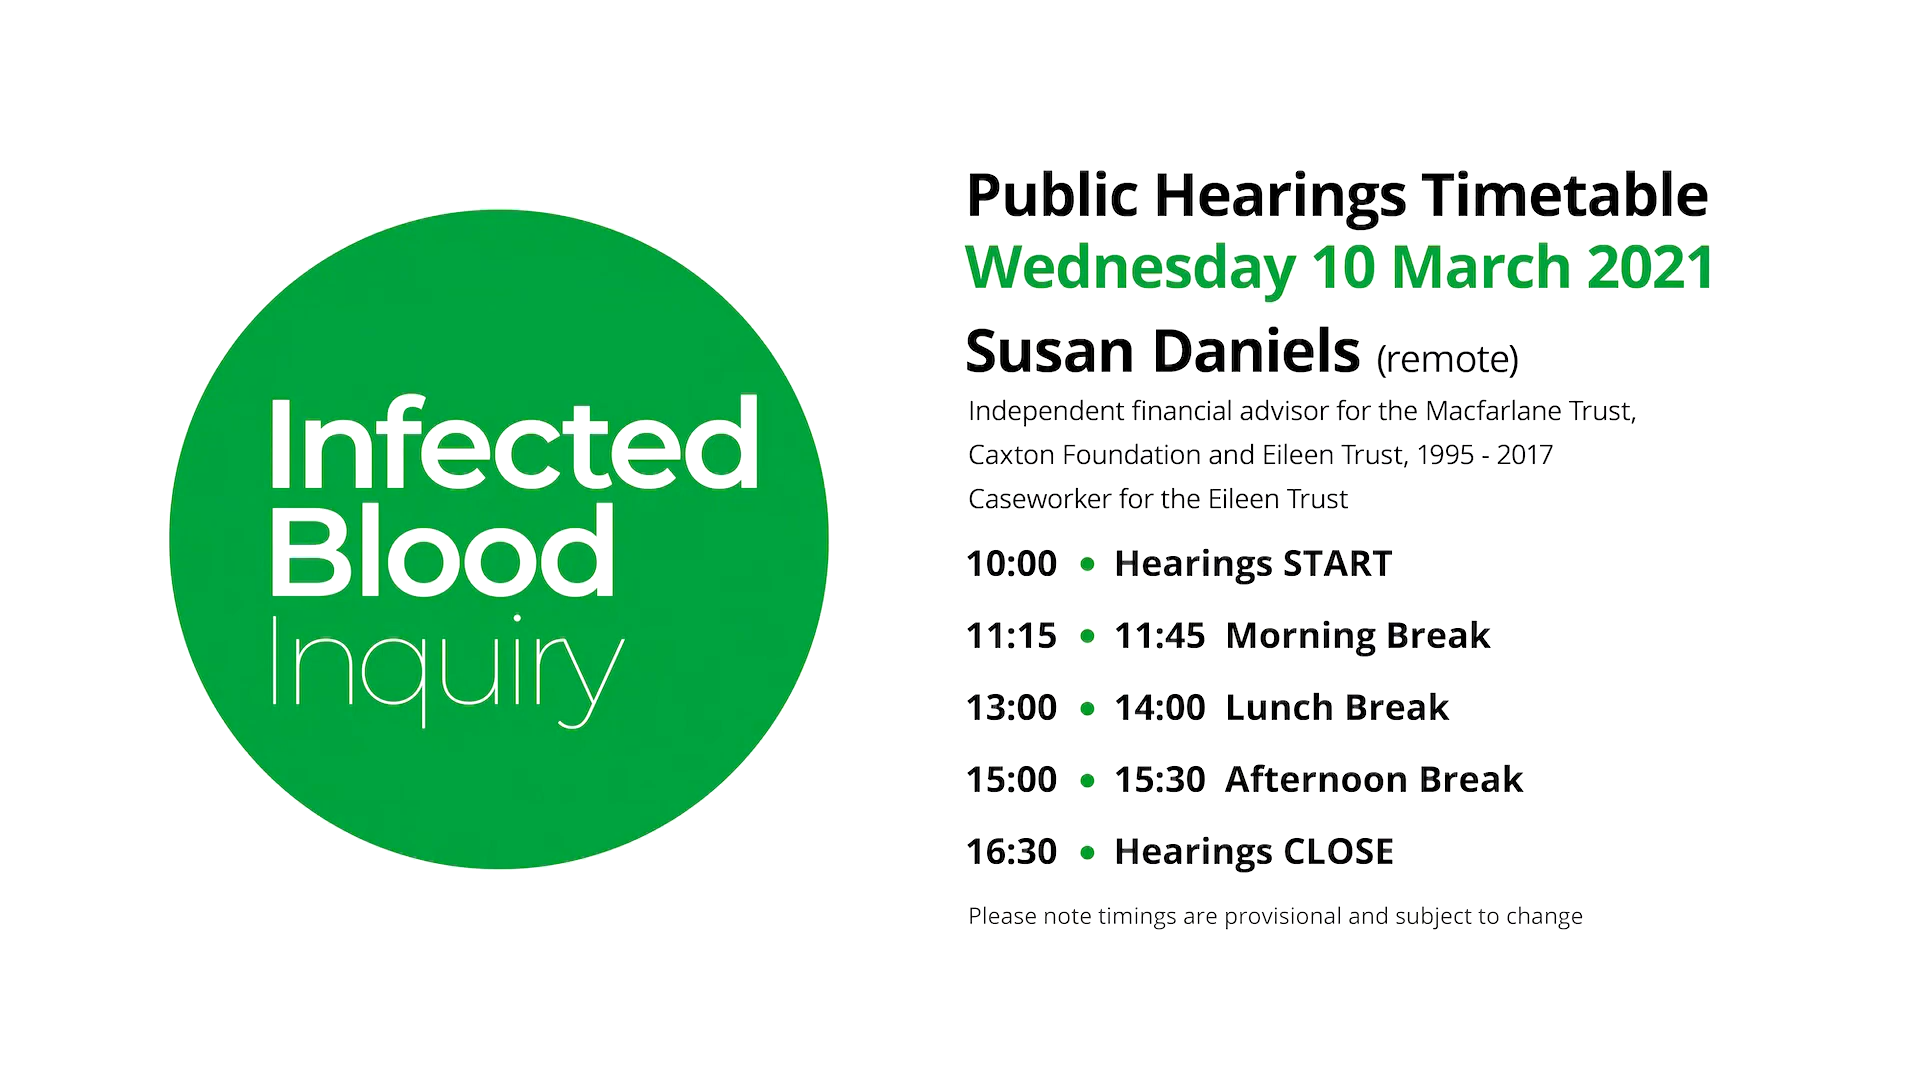 Infected
Blood
Inquiry
Public Hearings Timetable
Wednesday 10 March 2021
Susan Daniels (remote)
Independent financial advisor for the Macfarlane Trust,
Caxton Foundation and Eileen Trust, 1995 - 2017
Caseworker for the Eileen Trust
10:00 • Hearings START
11:15 • 11:45 Morning Break
13:00 • 14:00 Lunch Break
15:00 • 15:30 Afternoon Break
16:30 • Hearings CLOSE
Please note timings are provisional and subject to change